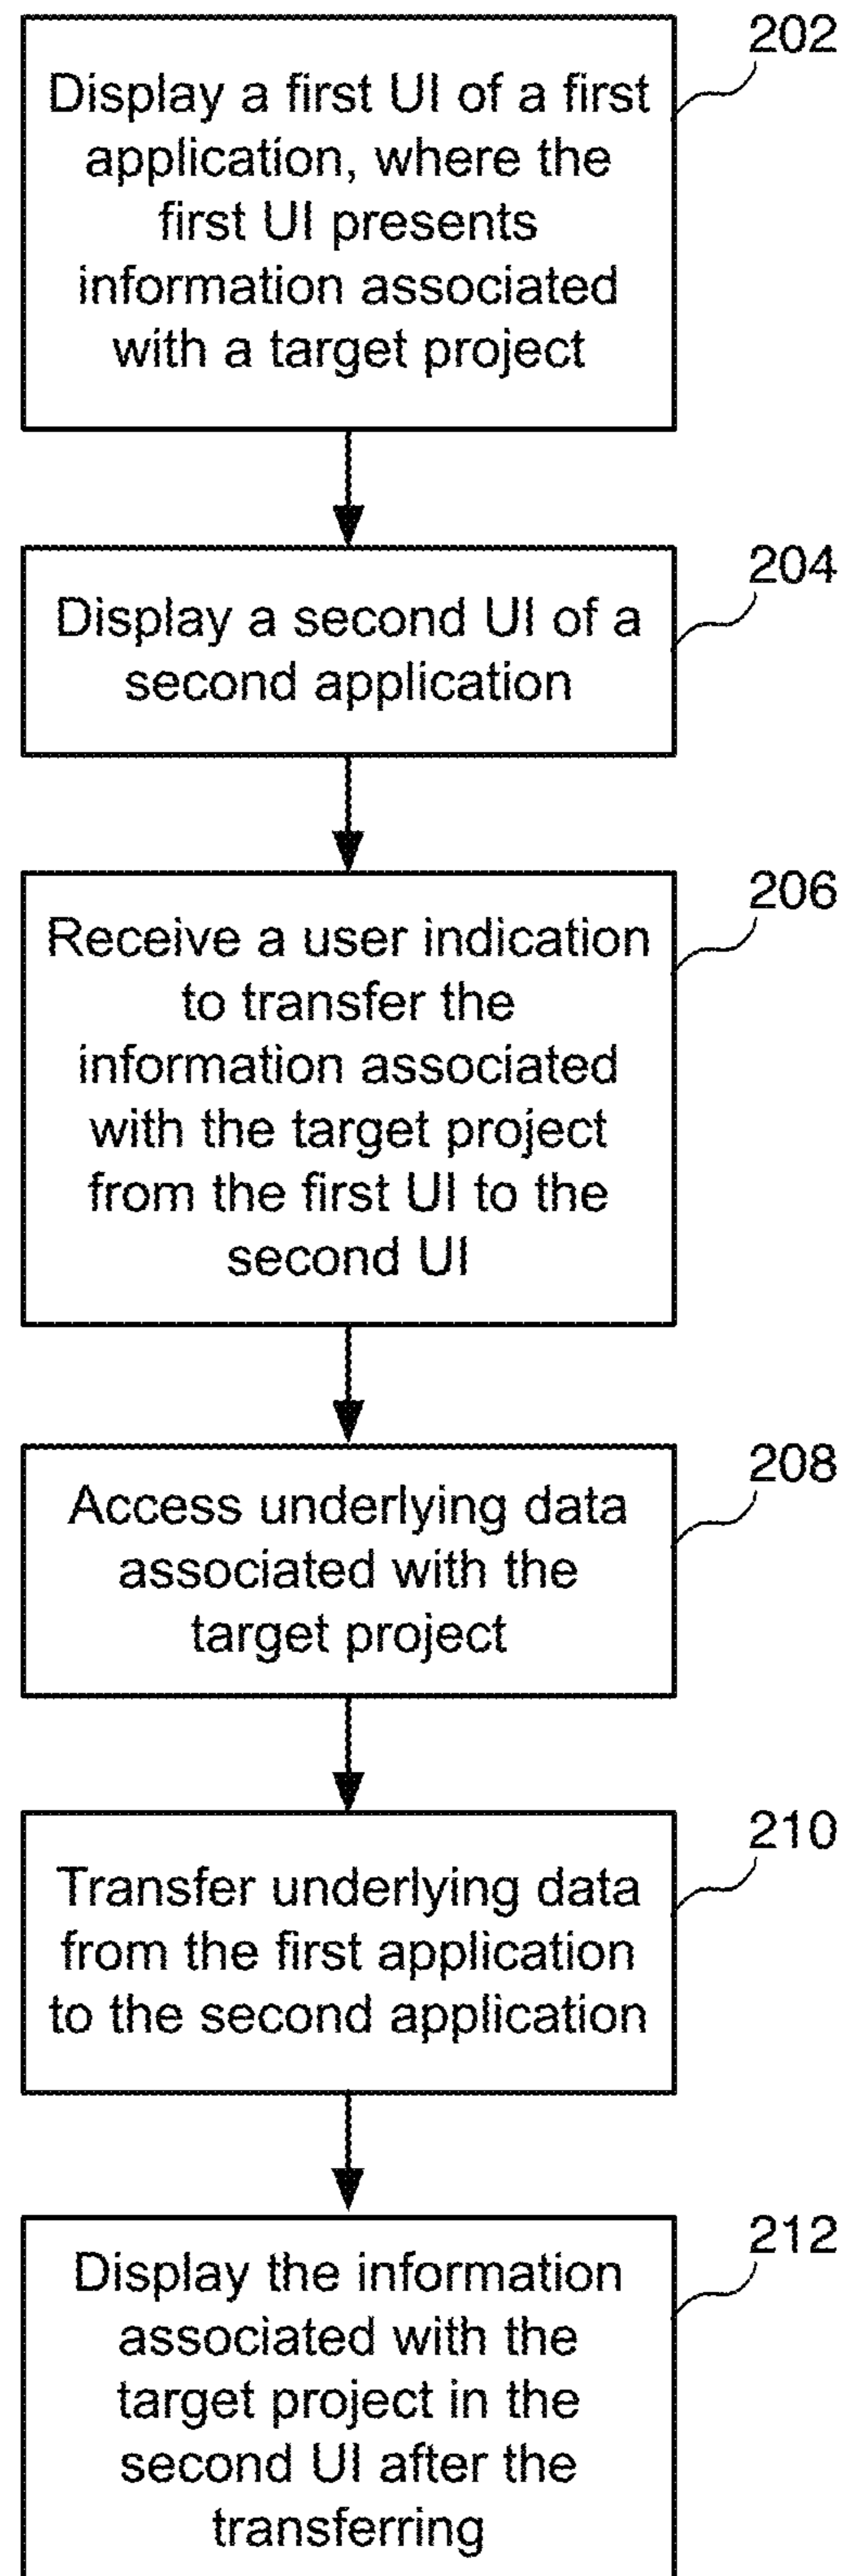 202
Display a first UI of a first
application, where the
first UI presents
information associated
with a target project
204
Display a second UI of a
second application
206
Receive a user indication
to transfer the
information associated
with the target project
from the first UI to the
second UI
208
Access underlying data
associated with the
target project
210
Transfer underlying data
from the first application
to the second application
212
Display the information
associated with the
target project in the
second UI after the
transferring